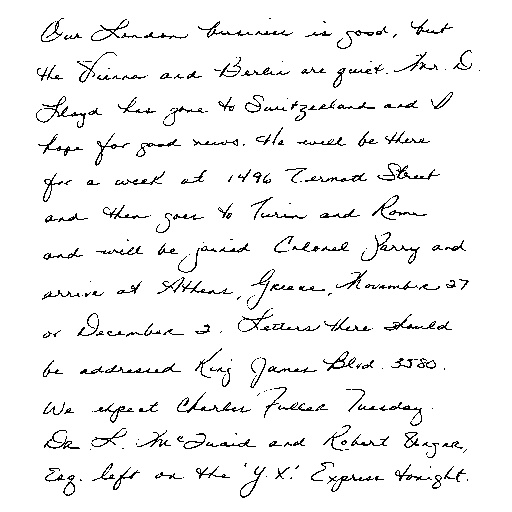 Our London business is good, but
the Vienna and Berlin are quiet. Mr. D.
Lloyd has gone to Switzerland and I
hope for good news. He will be there
for a week at 1496 Zermott Street
and then goes to Turin and Rome
and will be joined Colonel Parry and
arrive at Athens, Greece, November 27
or December 2. Letters there should
be addressed King James Blvd. 3580.
We expect Charles Fuller Tuesday.
Dr. L. McQuaid and Robert Unger,
Esq. left on the 'Y.X.' Express tonight.